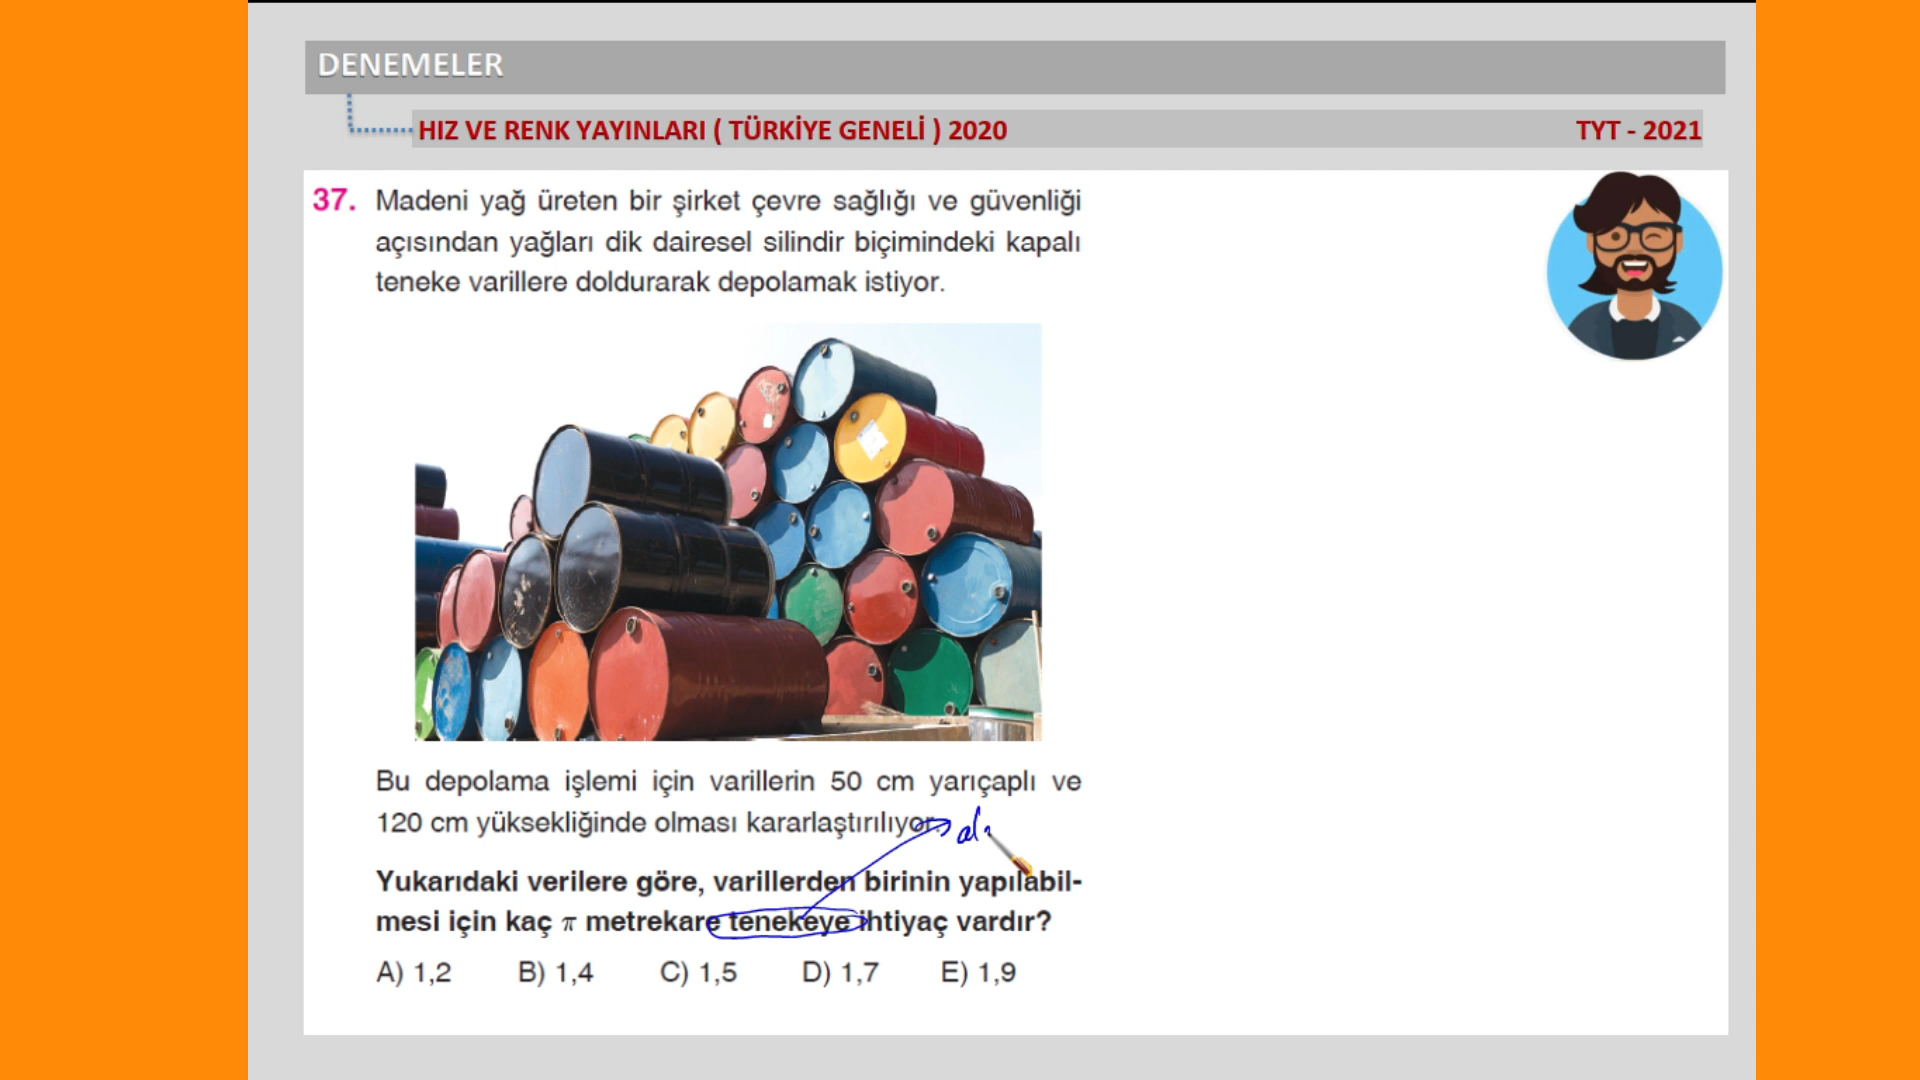 DENEMELER
HIZ VE RENK YAYINLARI ( TÜRKİYE GENELİ ) 2020
TYT - 2021
37. Madeni yağ üreten bir şirket çevre sağlığı ve güvenliği
açısından yağları dik dairesel silindir biçimindeki kapalı
teneke varillere doldurarak depolamak istiyor.
Bu depolama işlemi için varillerin 50 cm yarıçaplı ve
120 cm yüksekliğinde olması kararlaştırılıyor.
al
Yukarıdaki verilere göre, varillerden birinin yapılabil-
mesi için kaç π metrekare tenekeye ihtiyaç vardır?
A) 1,2 B) 1,4 C) 1,5 D) 1,7 E) 1,9